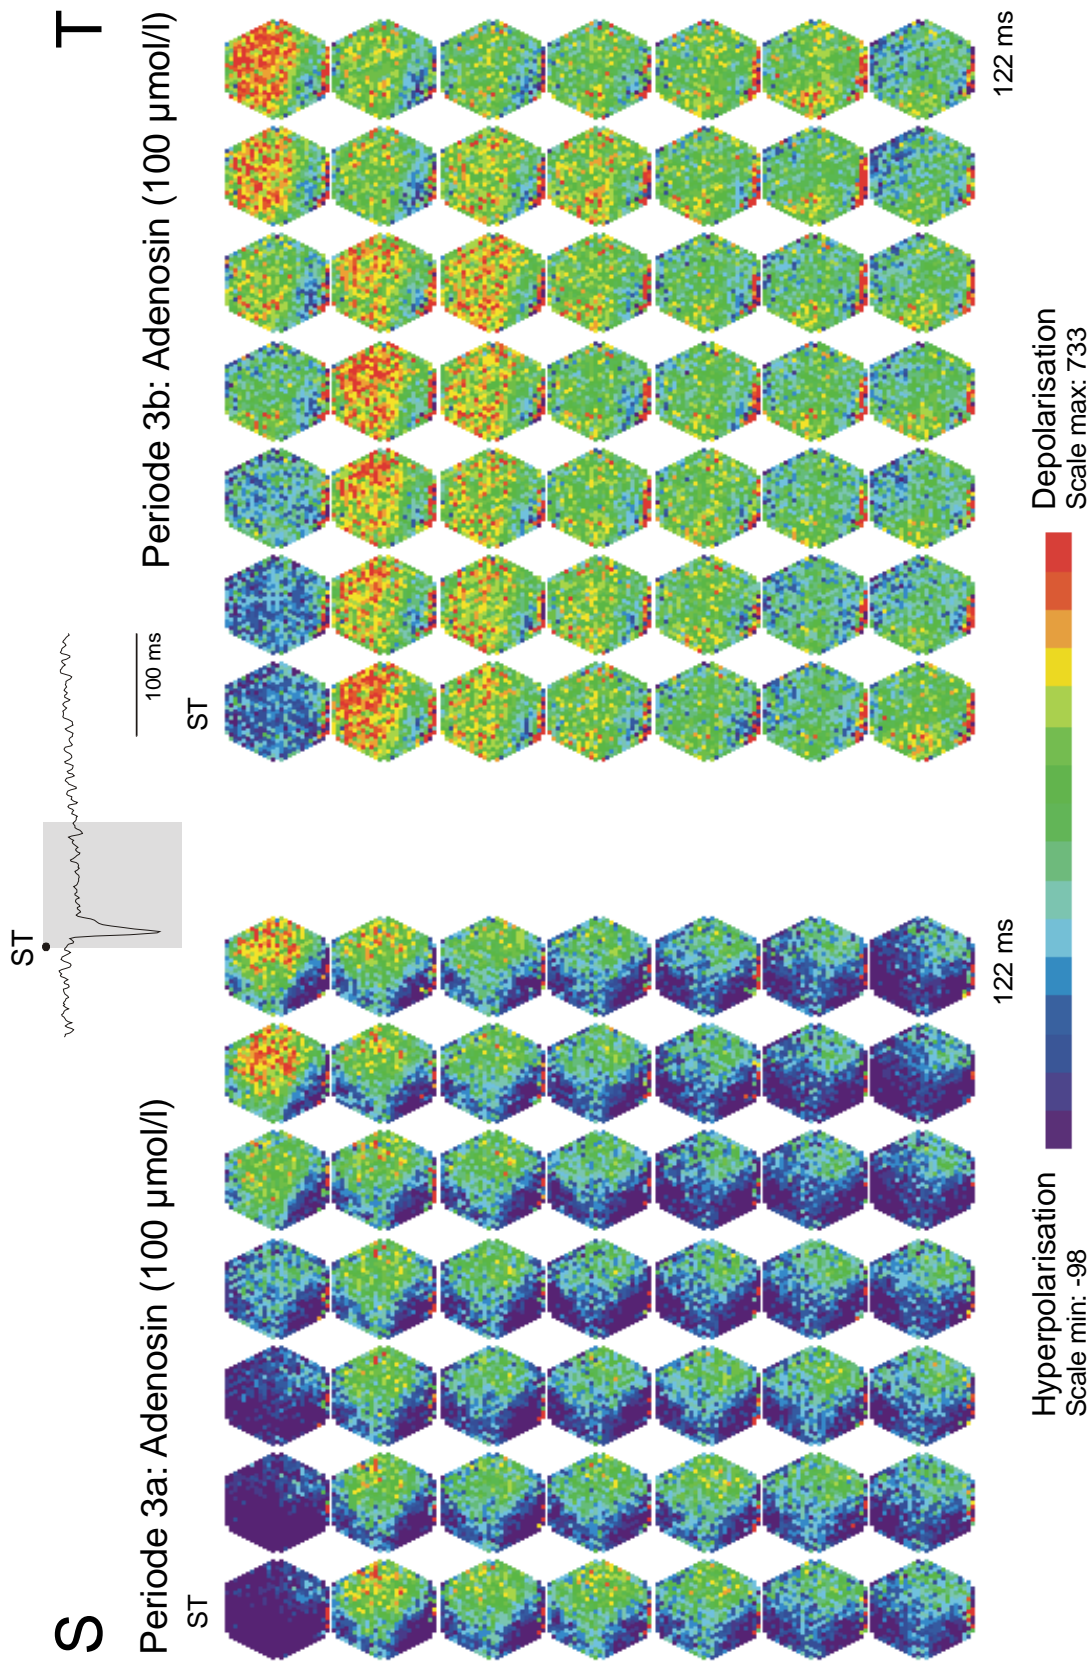 S
T
ST
100 ms
Periode 3a: Adenosin (100 µmol/l)
Periode 3b: Adenosin (100 µmol/l)
ST
ST
122 ms
122 ms
Hyperpolarisation
Scale min: -98
Depolarisation
Scale max: 733